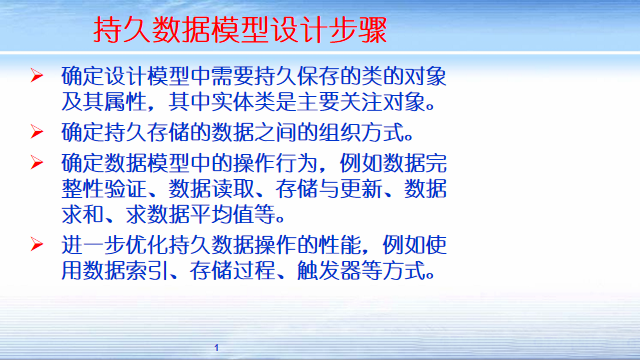 持久数据模型设计步骤
确定设计模型中需要持久保存的类的对象
及其属性，其中实体类是主要关注对象。
确定持久存储的数据之间的组织方式。
确定数据模型中的操作行为，例如数据完
整性验证、数据读取、存储与更新、数据
求和、求数据平均值等。
进一步优化持久数据操作的性能，例如使
用数据索引、存储过程、触发器等方式。
1